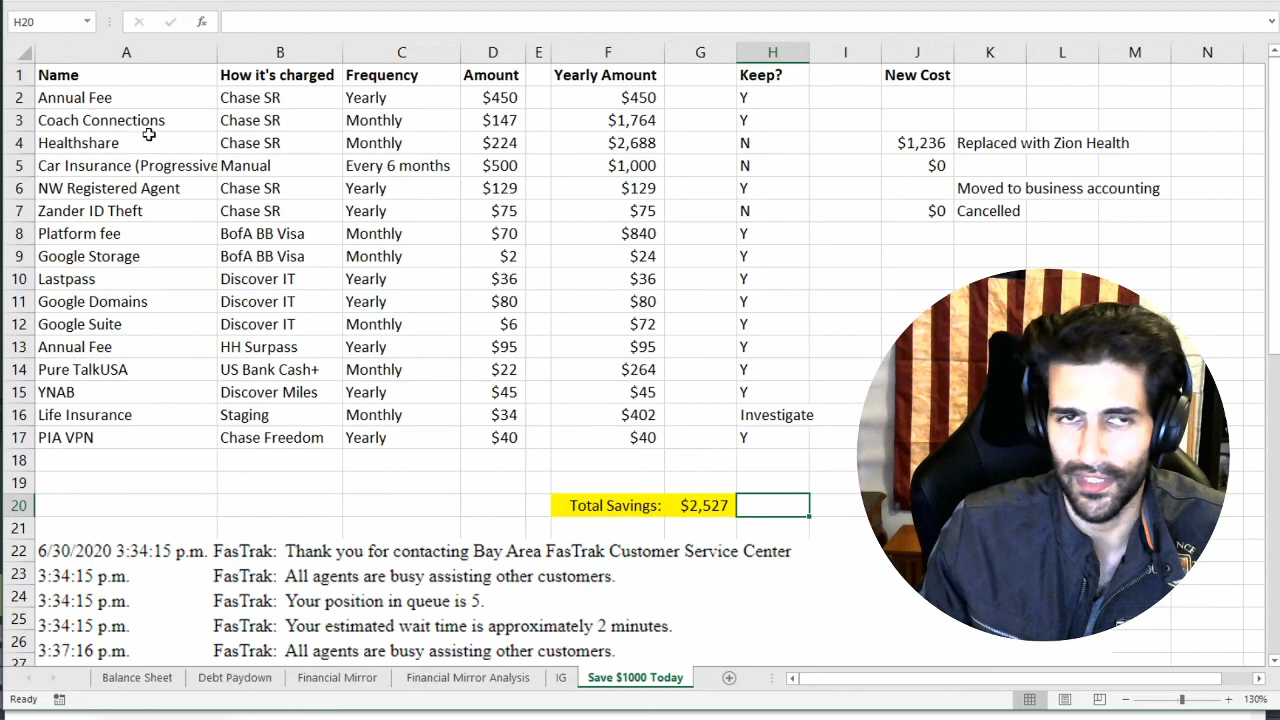 H20 fx
A B C D E F G H I J K L M N
1 Name How it's charged Frequency Amount Yearly Amount Keep? New Cost
2 Annual Fee Chase SR Yearly $450 $450 Y
3 Coach Connections Chase SR Monthly $147 $1,764 Y
4 Healthshare Chase SR Monthly $224 $2,688 N $1,236 Replaced with Zion Health
5 Car Insurance (Progressive Manual Every 6 months $500 $1,000 N $0
6 NW Registered Agent Chase SR Yearly $129 $129 Y Moved to business accounting
7 Zander ID Theft Chase SR Yearly $75 $75 N $0 Cancelled
8 Platform fee BofA BB Visa Monthly $70 $840 Y
9 Google Storage BofA BB Visa Monthly $2 $24 Y
10 Lastpass Discover IT Yearly $36 $36 Y
11 Google Domains Discover IT Yearly $80 $80 Y
12 Google Suite Discover IT Monthly $6 $72 Y
13 Annual Fee HH Surpass Yearly $95 $95 Y
14 Pure TalkUSA US Bank Cash+ Monthly $22 $264 Y
15 YNAB Discover Miles Yearly $45 $45 Y
16 Life Insurance Staging Monthly $34 $402 Investigate
17 PIA VPN Chase Freedom Yearly $40 $40 Y
18
19
20 Total Savings: $2,527
21
22 6/30/2020 3:34:15 p.m. FasTrak: Thank you for contacting Bay Area FasTrak Customer Service Center
23 3:34:15 p.m. FasTrak: All agents are busy assisting other customers.
24 3:34:15 p.m. FasTrak: Your position in queue is 5.
25 3:34:15 p.m. FasTrak: Your estimated wait time is approximately 2 minutes.
26 3:37:16 p.m. FasTrak: All agents are busy assisting other customers.
27
Balance Sheet Debt Paydown Financial Mirror Financial Mirror Analysis IG Save $1000 Today
Ready 130%